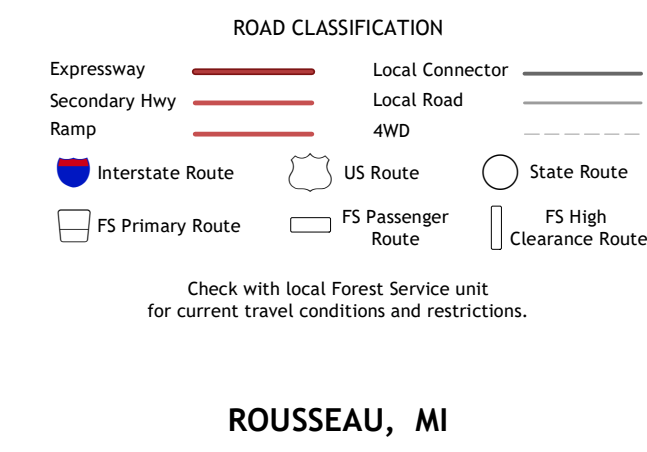 ROAD CLASSIFICATION
Expressway
Local Connector
Secondary Hwy
Local Road
Ramp
4WD
Interstate Route
US Route
State Route
FS Primary Route
FS Passenger
Route
FS High
Clearance Route
Check with local Forest Service unit
for current travel conditions and restrictions.
ROUSSEAU, MI